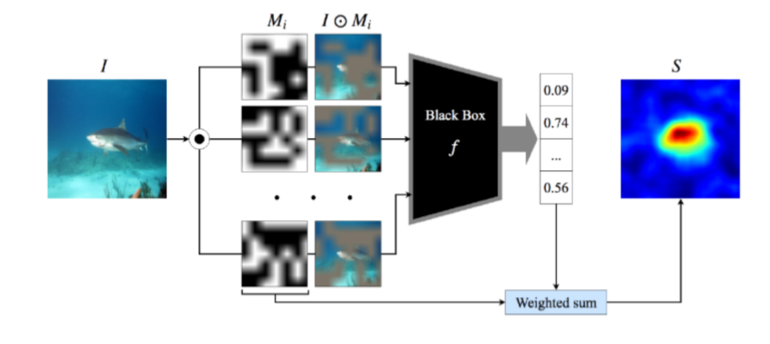 I
M_i
I ⊙ M_i
Black Box
f
0.09
0.74
...
0.56
S
Weighted sum